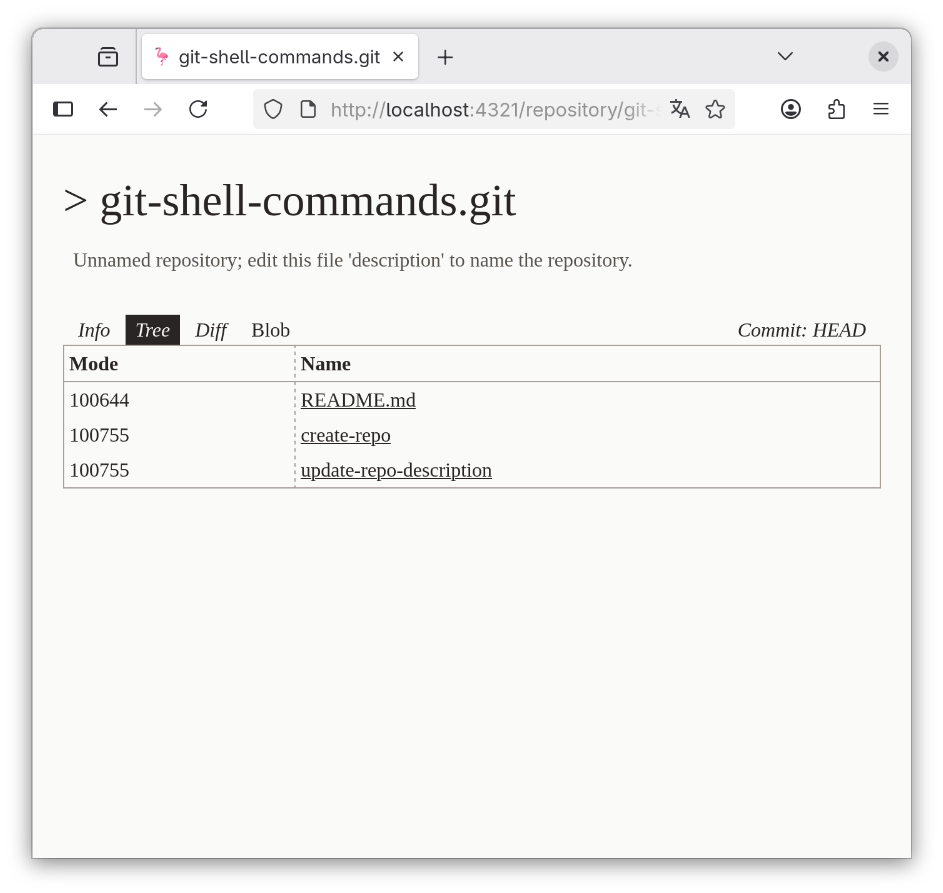 git-shell-commands.git
http://localhost:4321/repository/git-
> git-shell-commands.git
Unnamed repository; edit this file 'description' to name the repository.
Info Tree Diff Blob Commit: HEAD
Mode Name
100644 README.md
100755 create-repo
100755 update-repo-description